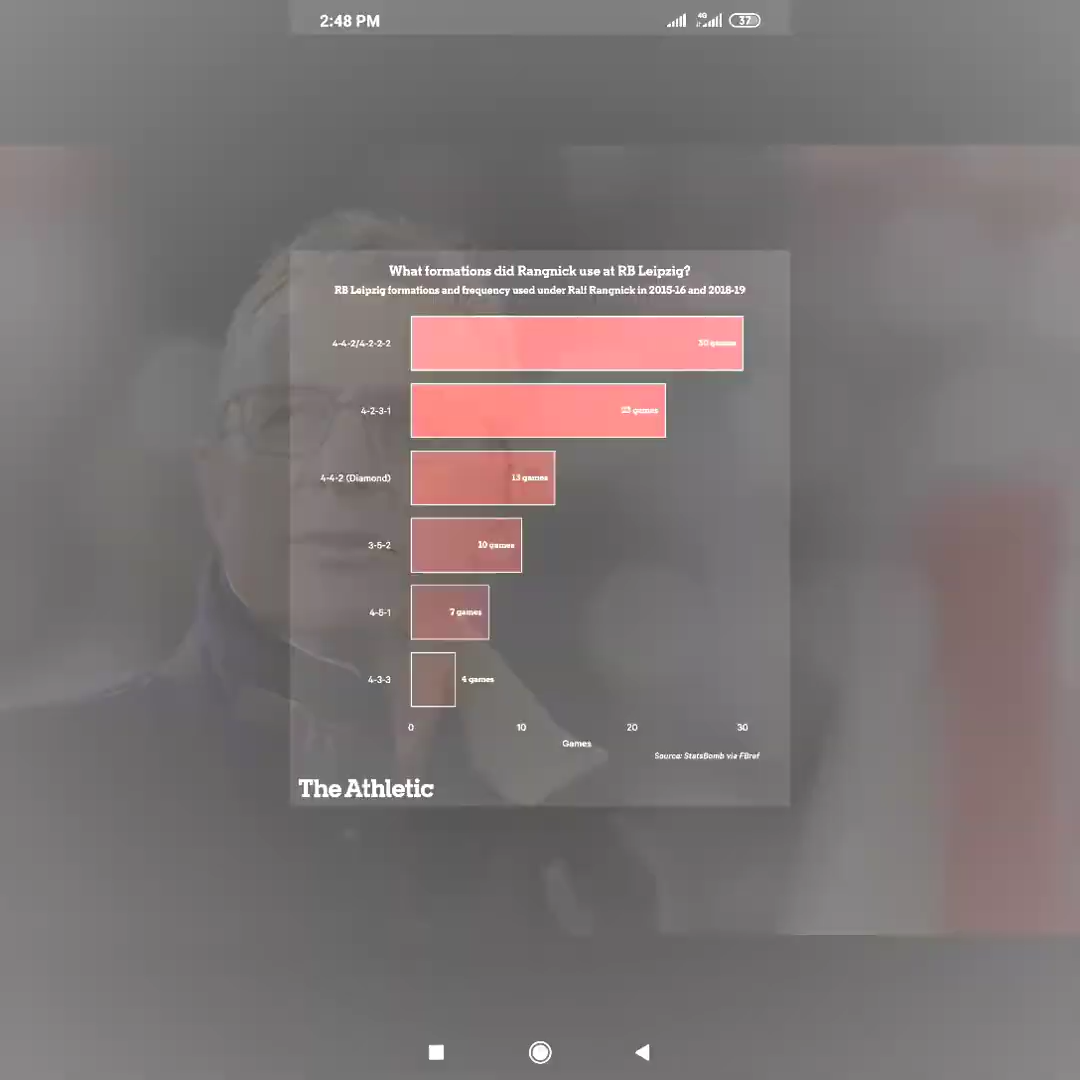 2:48 PM
4G
37
What formations did Rangnick use at RB Leipzig?
RB Leipzig formations and frequency used under Ralf Rangnick in 2015-16 and 2018-19
4-4-2/4-2-2-2
30 games
4-2-3-1
23 games
4-4-2 (Diamond)
13 games
3-5-2
10 games
4-5-1
7 games
4-3-3
4 games
0
10
20
30
Games
Source: StatsBomb via FBref
The Athletic